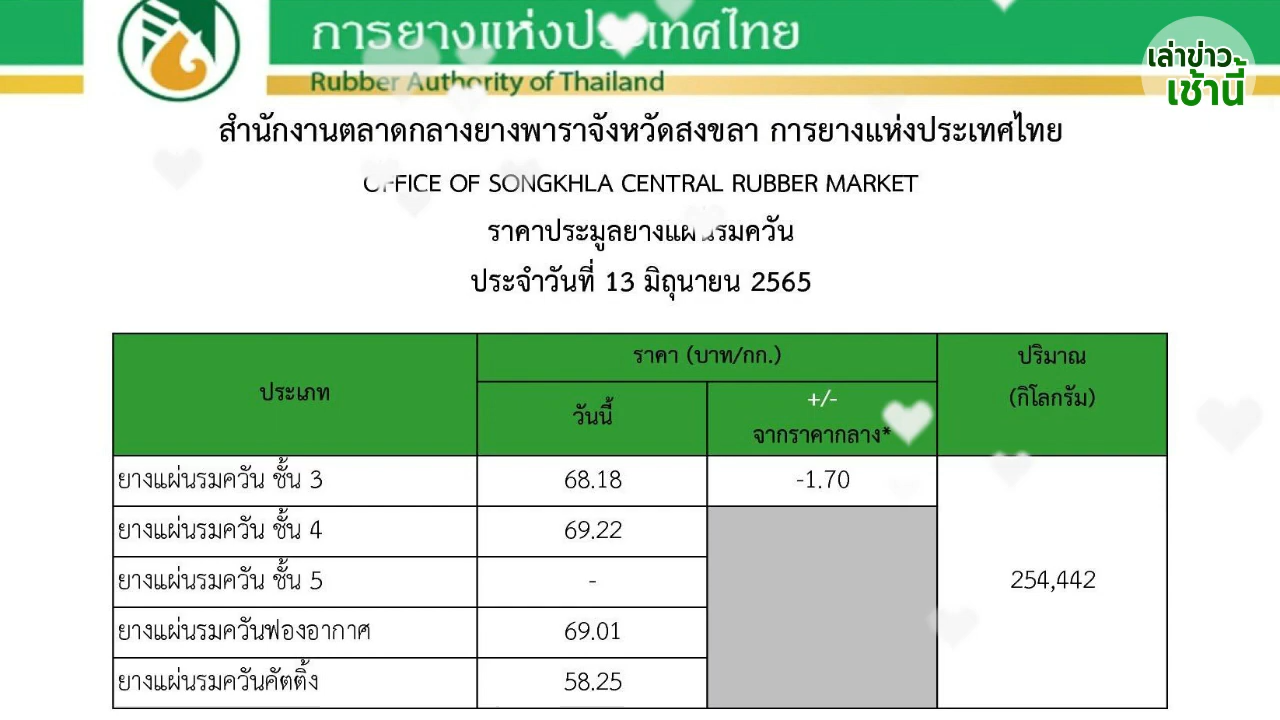 การยางแห่งประเทศไทย
Rubber Authority of Thailand
เล่าข่าว
เช้านี้
สำนักงานตลาดกลางยางพาราจังหวัดสงขลา การยางแห่งประเทศไทย
OFFICE OF SONGKHLA CENTRAL RUBBER MARKET
ราคาประมูลยางแผ่นรมควัน
ประจำวันที่ 13 มิถุนายน 2565
ประเภท ราคา (บาท/กก.) ปริมาณ
(กิโลกรัม)
วันนี้ +/-
จากราคากลาง*
ยางแผ่นรมควัน ชั้น 3 68.18 -1.70
ยางแผ่นรมควัน ชั้น 4 69.22
ยางแผ่นรมควัน ชั้น 5 - 254,442
ยางแผ่นรมควันฟองอากาศ 69.01
ยางแผ่นรมควันคัตติ้ง 58.25